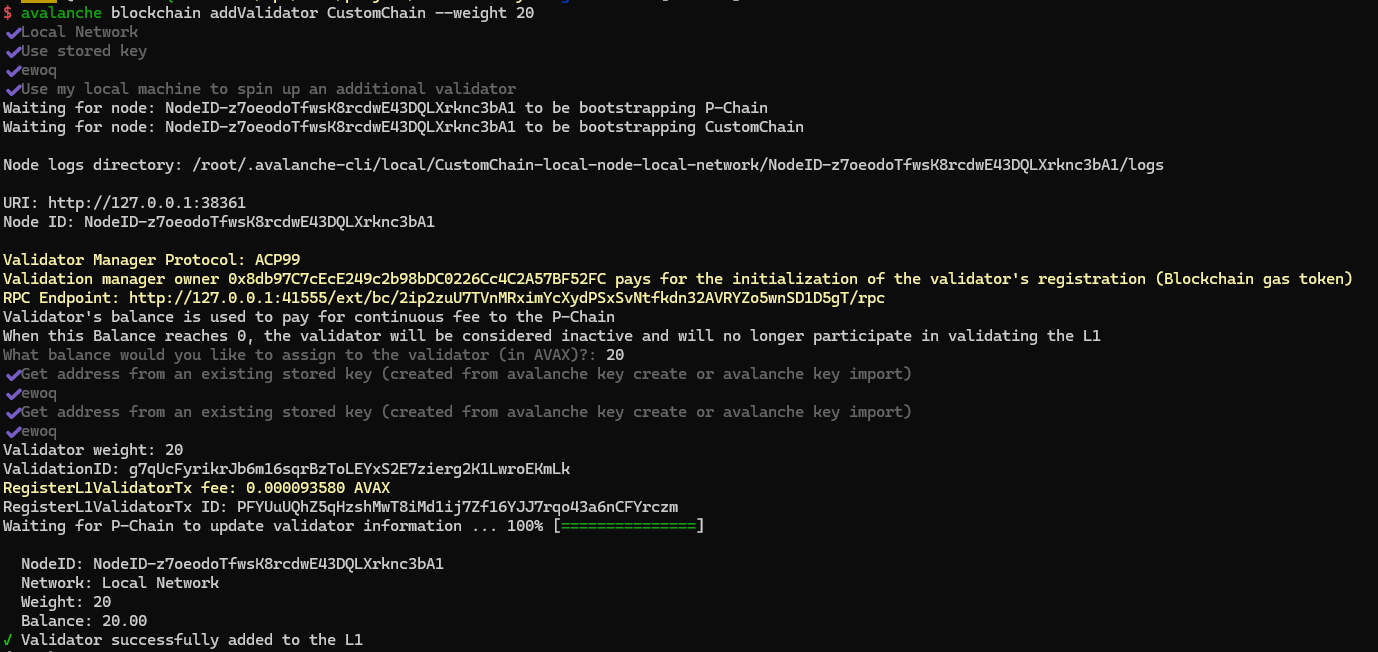 $ avalanche blockchain addValidator CustomChain --weight 20
✔Local Network
✔Use stored key
✔ewoq
✔Use my local machine to spin up an additional validator
Waiting for node: NodeID-z7oeodoTfwsK8rcdwE43DQLXrknc3bA1 to be bootstrapping P-Chain
Waiting for node: NodeID-z7oeodoTfwsK8rcdwE43DQLXrknc3bA1 to be bootstrapping CustomChain
Node logs directory: /root/.avalanche-cli/local/CustomChain-local-node-local-network/NodeID-z7oeodoTfwsK8rcdwE43DQLXrknc3bA1/logs
URI: http://127.0.0.1:38361
Node ID: NodeID-z7oeodoTfwsK8rcdwE43DQLXrknc3bA1
Validator Manager Protocol: ACP99
Validation manager owner 0x8db97C7cEcE249c2b98bDC0226Cc4C2A57BF52FC pays for the initialization of the validator's registration (Blockchain gas token)
RPC Endpoint: http://127.0.0.1:41555/ext/bc/2ip2zuU7TVnMRximYcXydPSxSvNtfkdn32AVRYZo5wnSD1D5gT/rpc
Validator's balance is used to pay for continuous fee to the P-Chain
When this Balance reaches 0, the validator will be considered inactive and will no longer participate in validating the L1
What balance would you like to assign to the validator (in AVAX)?: 20
✔Get address from an existing stored key (created from avalanche key create or avalanche key import)
✔ewoq
✔Get address from an existing stored key (created from avalanche key create or avalanche key import)
✔ewoq
Validator weight: 20
ValidationID: g7qUcFyrikrJb6m16sqrBzToLEYxS2E7zierg2K1LwroEKmLk
RegisterL1ValidatorTx fee: 0.000093580 AVAX
RegisterL1ValidatorTx ID: PFYUuUQhZ5qHzshMwT8iMd1ij7Zf16YJJ7rqo43a6nCFYrczm
Waiting for P-Chain to update validator information ... 100% [===============]
NodeID: NodeID-z7oeodoTfwsK8rcdwE43DQLXrknc3bA1
Network: Local Network
Weight: 20
Balance: 20.00
✓ Validator successfully added to the L1